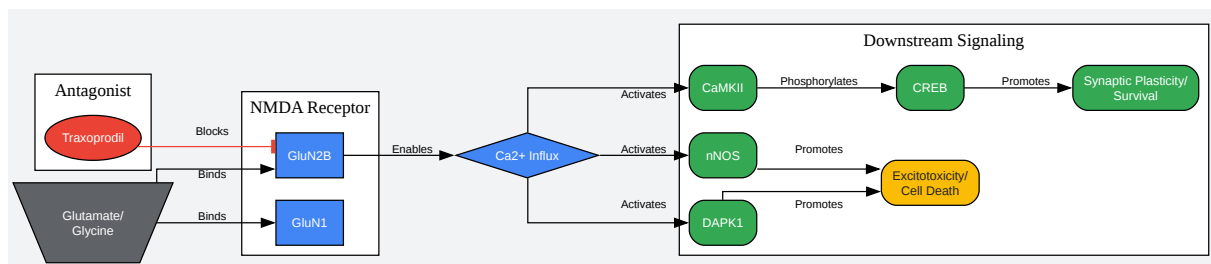 Antagonist
Traxoprodil
Glutamate/
Glycine
Blocks
Binds
Binds
NMDA Receptor
GluN2B
GluN1
Enables
Ca2+ Influx
Activates
Activates
Activates
Downstream Signaling
CaMKII
Phosphorylates
CREB
Promotes
Synaptic Plasticity/
Survival
nNOS
Promotes
DAPK1
Promotes
Excitotoxicity/
Cell Death